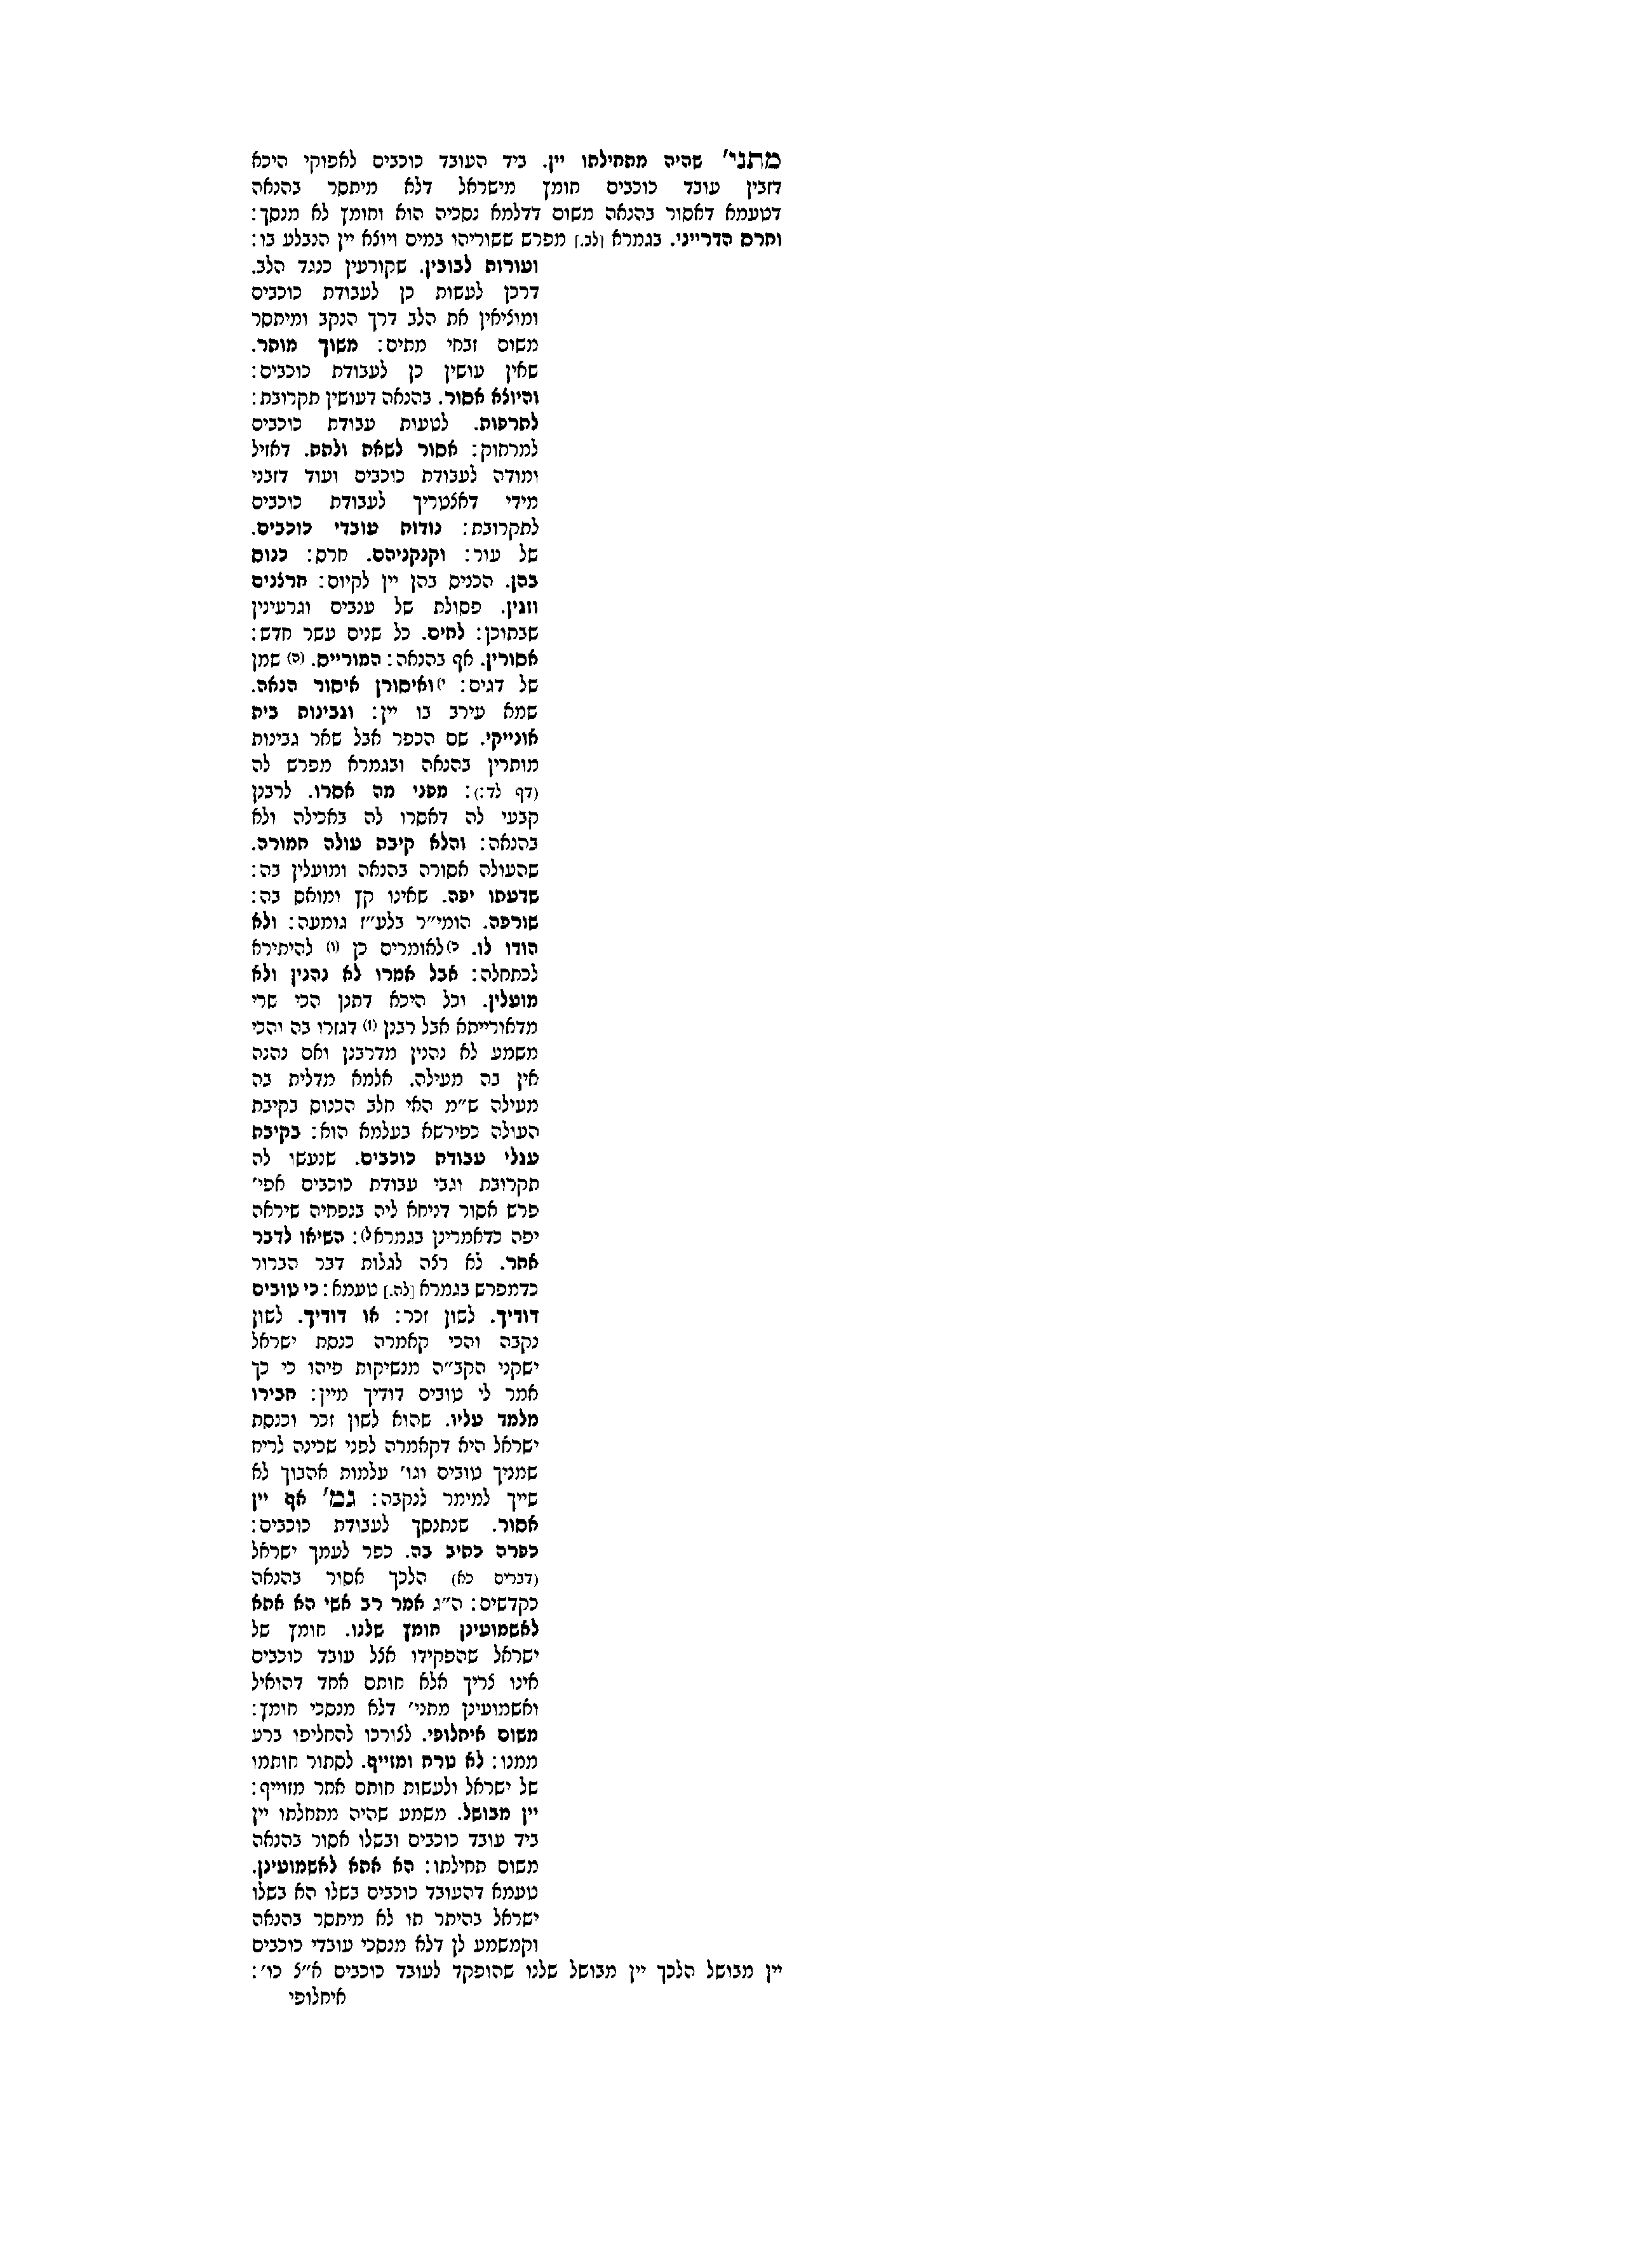 מתני׳ שהיה מתחילתו יין. ביד העובד כוכבים לאפוקי היכא
דזבין עובד כוכבים חומץ מישראל דלא מיתסר בהנאה
דטעמא דאסור בהנאה משום דדלמא נסכיה הוא וחומץ לא מנסך:
וחרס הדרייני. בגמרא [לב.] מפרש ששוריהו במים ויוצא יין הנבלע בו:
ועורות לבובין. שקורעין כנגד הלב.
דרכן לעשות כן לעבודת כוכבים
ומוציאין את הלב דרך הנקב ומיתסר
משום זבחי מתים: משוך מותר.
שאין עושין כן לעבודת כוכבים:
והיוצא אסור. בהנאה דעושין תקרובת:
לתרפות. לטעות עבודת כוכבים
למרחוק: אסור לשאת ולתת. דאזיל
ומודה לעבודת כוכבים ועוד דזבני
מידי דאצטריך לעבודת כוכבים
לתקרובת: נודות עובדי כוכבים.
של עור: וקנקניהם. חרס: כנוס
בהן. הכניס בהן יין לקיום: חרצנים
וזגין. פסולת של ענבים וגרעינין
שבתוכן: לחים. כל שנים עשר חדש:
אסורין. אף בהנאה: המורייס. (ה) שמן
של דגים: י)ואיסורן איסור הנאה.
שמא עירב בו יין: וגבינות בית
אונייקי. שם הכפר אבל שאר גבינות
מותרין בהנאה ובגמרא מפרש לה
(דף לד:): מפני מה אסרו. לרבנן
קבעי לה דאסרו לה באכילה ולא
בהנאה: והלא קיבת עולה חמורה.
שהעולה אסורה בהנאה ומועלין בה:
שדעתו יפה. שאינו קץ ומואס בה:
שורפה. הומי״ר בלע״ז גומעה: ולא
הודו לו. כ)לאומרים כן (ו) להיתירא
לכתחלה: אבל אמרו לא נהנין ולא
מועלין. וכל היכא דתנן הכי שרי
מדאורייתא אבל רבנן (ז) דגזרו בה והכי
משמע לא נהנין מדרבנן ואם נהנה
אין בה מעילה. אלמא מדלית בה
מעילה ש״מ האי חלב הכנוס בקיבת
העולה כפירשא בעלמא הוא: בקיבת
עגלי עבודת כוכבים. שנעשו לה
תקרובת וגבי עבודת כוכבים אפי׳
פרש אסור דניחא ליה בנפחיה שיראה
יפה כדאמרינן בגמראל): השיאו לדבר
אחר. לא רצה לגלות דבר הברור
כדמפרש בגמרא [לה.] טעמא: כי טובים
דודיך. לשון זכר: או דודיך. לשון
נקבה והכי קאמרה כנסת ישראל
ישקני הקב״ה מנשיקות פיהו כי כך
אמר לי טובים דודיך מיין: חבירו
מלמד עליו. שהוא לשון זכר וכנסת
ישראל היא דקאמרה לפני שכינה לריח
שמניך טובים וגו׳ עלמות אהבוך לא
שייך למימר לנקבה: גמ׳ אף יין
אסור. שנתנסך לעבודת כוכבים:
כפרה כתיב בה. כפר לעמך ישראל
(דברים כא) הלכך אסור בהנאה
כקדשים: ה״ג אמר רב אשי הא אתא
לאשמועינן חומץ שלנו. חומץ של
ישראל שהפקידו אצל עובד כוכבים
אינו צריך אלא חותם אחד דהואיל
ואשמועינן מתני׳ דלא מנסכי חומץ:
משום איחלופי. לצורכו להחליפו ברע
ממנו: לא טרח ומזייף. לסתור חותמו
של ישראל ולעשות חותם אחר מזוייף:
יין מבושל. משמע שהיה מתחלתו יין
ביד עובד כוכבים ובשלו אסור בהנאה
משום תחילתו: הא אתא לאשמועינן.
טעמא דהעובד כוכבים בשלו הא בשלו
ישראל בהיתר תו לא מיתסר בהנאה
וקמשמע לן דלא מנסכי עובדי כוכבים
יין מבושל הלכך יין מבושל שלנו שהופקד לעובד כוכבים א״צ כו׳:
איחלופי